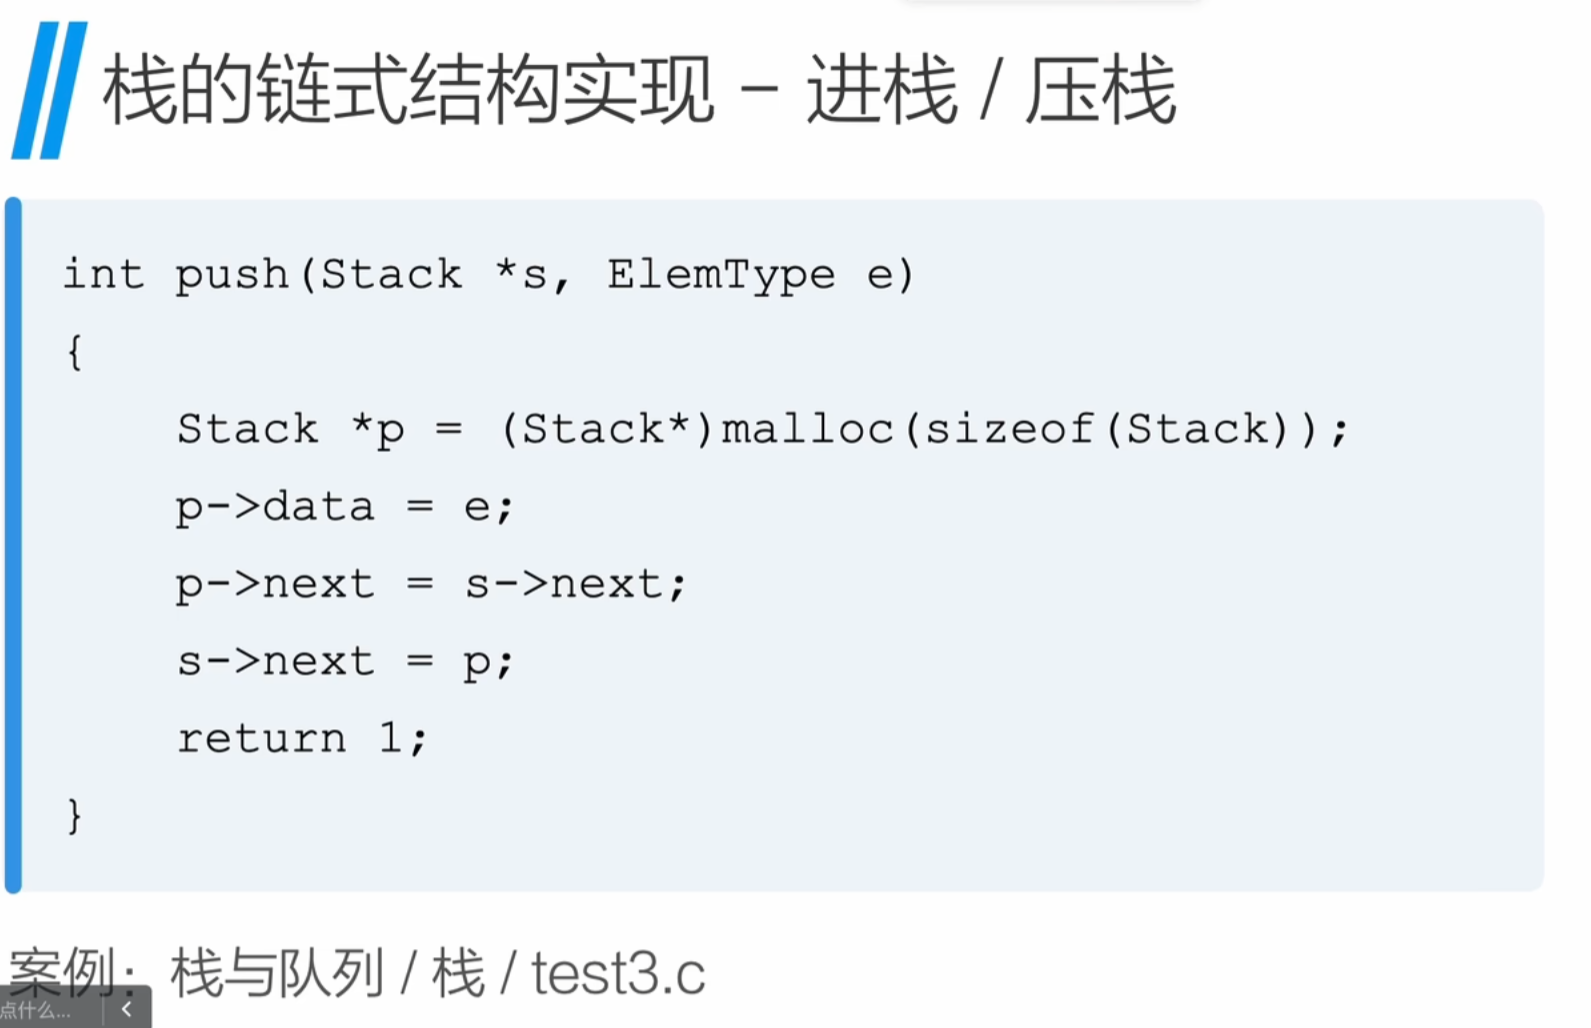 栈的链式结构实现 - 进栈 / 压栈
int push(Stack *s, ElemType e)
{
    Stack *p = (Stack*)malloc(sizeof(Stack));
    p->data = e;
    p->next = s->next;
    s->next = p;
    return 1;
}
案例：栈与队列 / 栈 / test3.c
点什么...